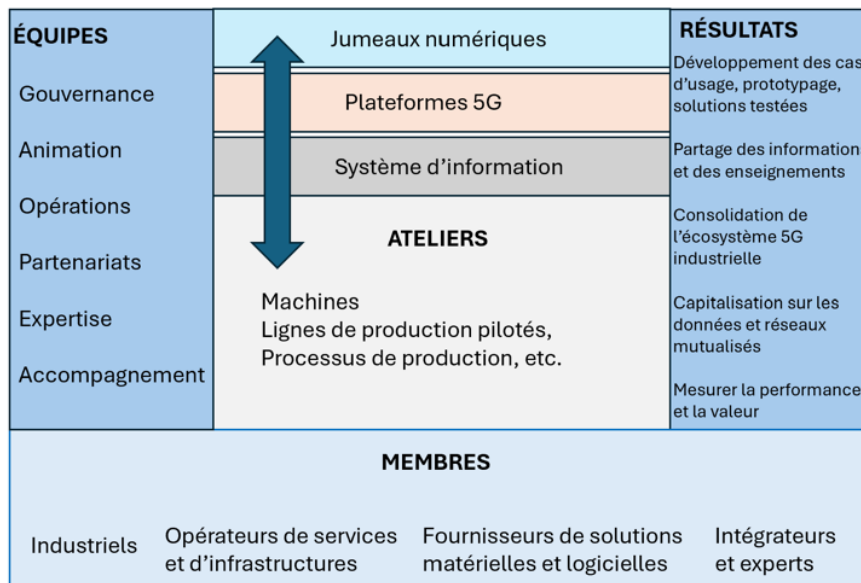 ÉQUIPES
Gouvernance
Animation
Opérations
Partenariats
Expertise
Accompagnement
Jumeaux numériques
Plateformes 5G
Système d’information
ATELIERS
Machines
Lignes de production pilotés,
Processus de production, etc.
RÉSULTATS
Développement des cas
d’usage, prototypage,
solutions testées
Partage des informations
et des enseignements
Consolidation de
l’écosystème 5G
industrielle
Capitalisation sur les
données et réseaux
mutualisés
Mesurer la performance
et la valeur
MEMBRES
Industriels
Opérateurs de services
et d’infrastructures
Fournisseurs de solutions
matérielles et logicielles
Intégrateurs
et experts